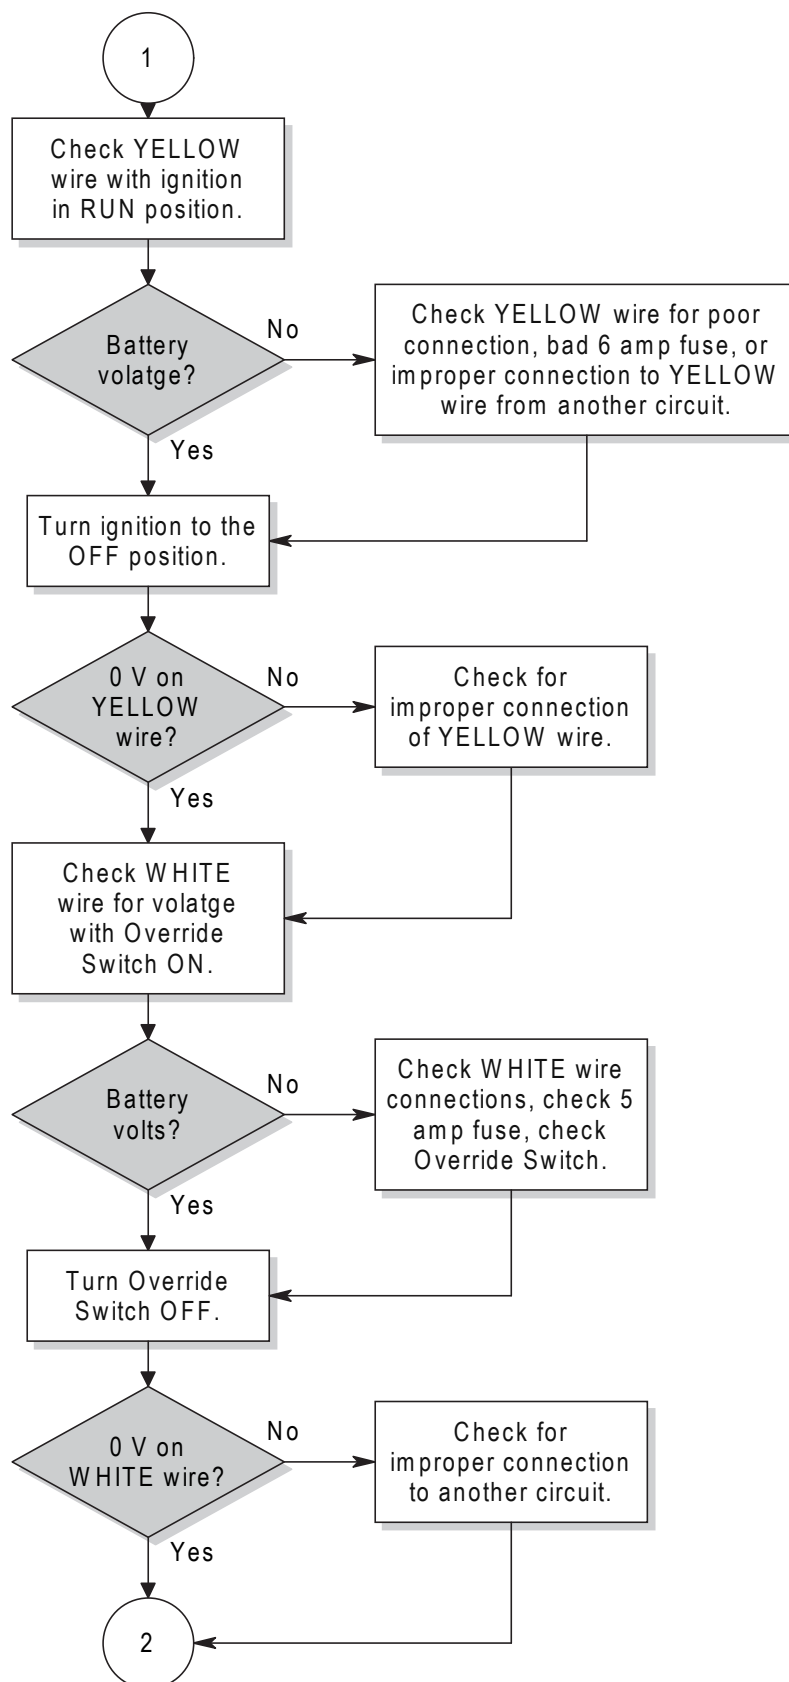 1
Check YELLOW
wire with ignition
in RUN position.
Battery
volatge?
No
Check YELLOW wire for poor
connection, bad 6 amp fuse, or
improper connection to YELLOW
wire from another circuit.
Yes
Turn ignition to the
OFF position.
0 V on
YELLOW
wire?
No
Check for
improper connection
of YELLOW wire.
Yes
Check WHITE
wire for volatge
with Override
Switch ON.
Battery
volts?
No
Check WHITE wire
connections, check 5
amp fuse, check
Override Switch.
Yes
Turn Override
Switch OFF.
0 V on
WHITE wire?
No
Check for
improper connection
to another circuit.
Yes
2